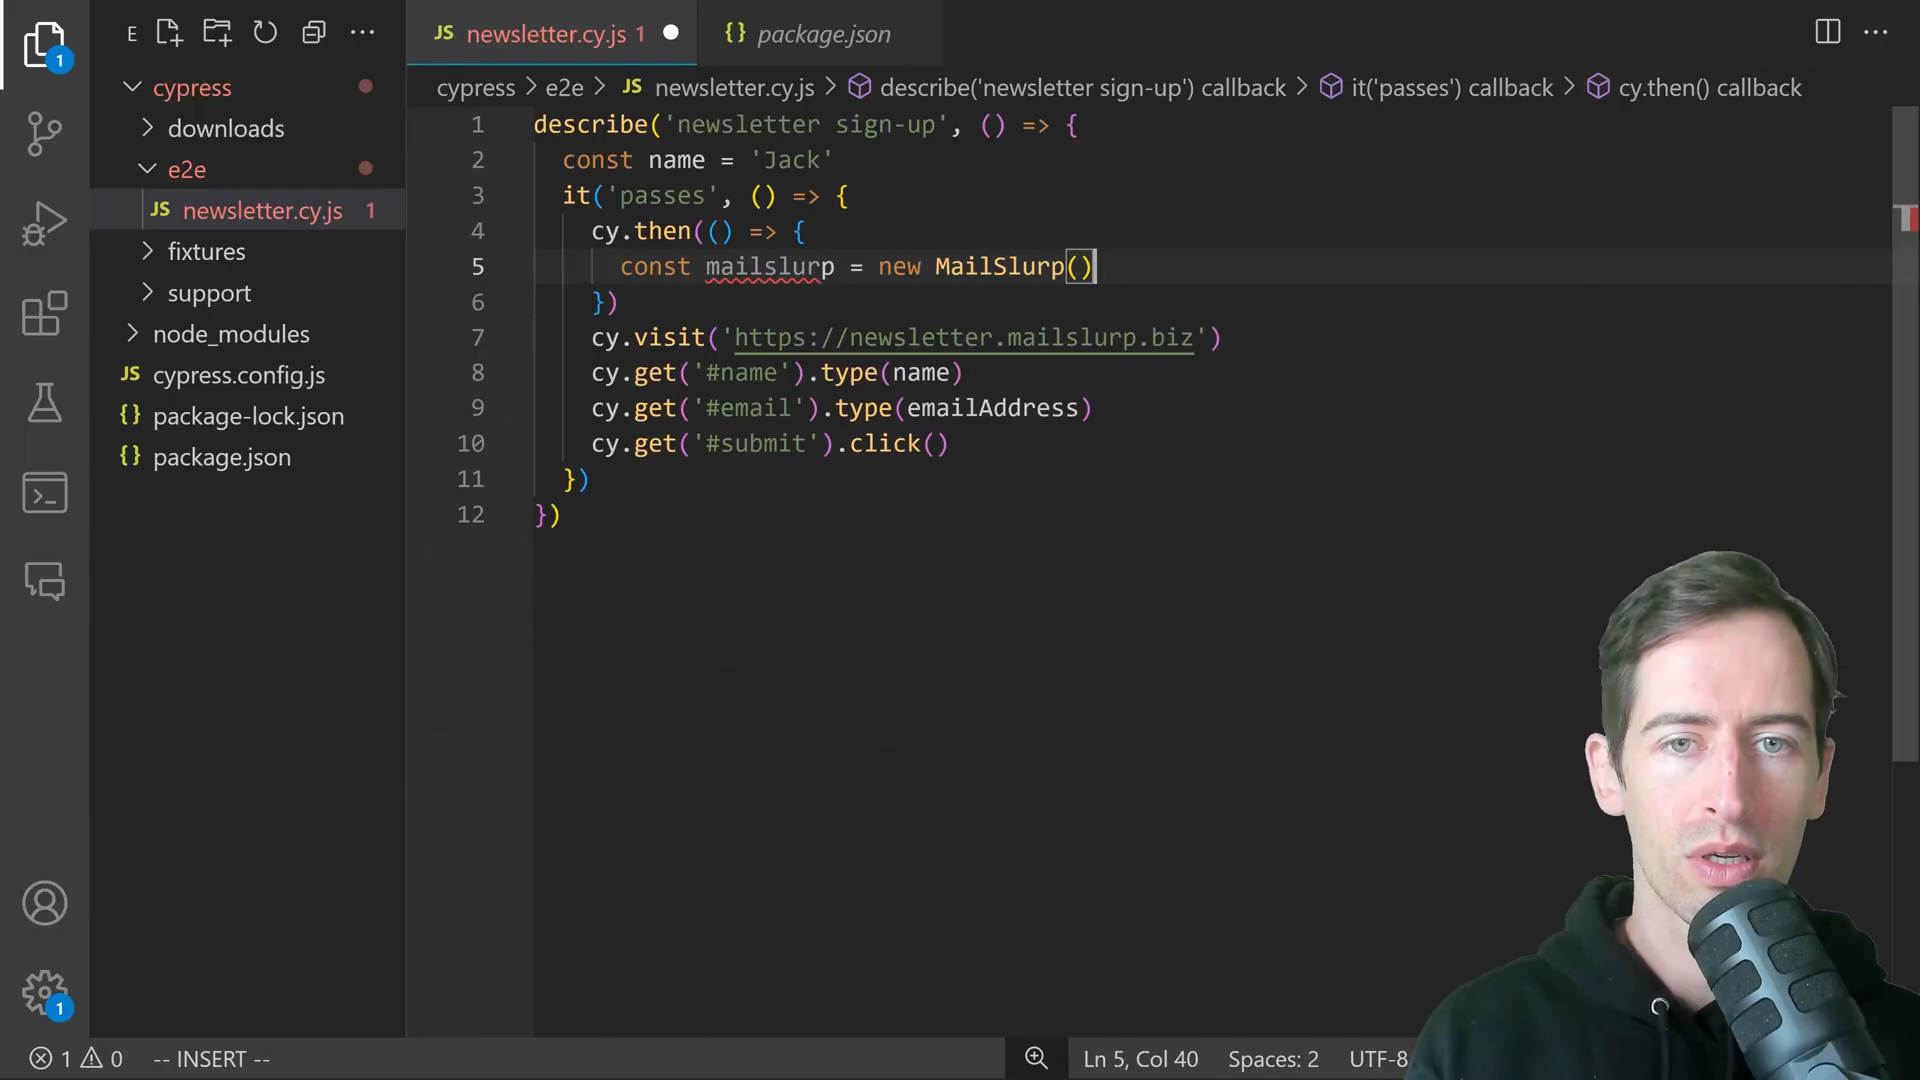 E
newsletter.cy.js 1
package.json
cypress
downloads
e2e
newsletter.cy.js 1
fixtures
support
node_modules
cypress.config.js
package-lock.json
package.json
cypress > e2e > JS newsletter.cy.js > describe('newsletter sign-up') callback > it('passes') callback > cy.then() callback
1 describe('newsletter sign-up', () => {
2 const name = 'Jack'
3 it('passes', () => {
4 cy.then(() => {
5 const mailslurp = new MailSlurp()
6 })
7 cy.visit('https://newsletter.mailslurp.biz')
8 cy.get('#name').type(name)
9 cy.get('#email').type(emailAddress)
10 cy.get('#submit').click()
11 })
12 })
1
1
1 0 -- INSERT --
Ln 5, Col 40 Spaces: 2 UTF-8